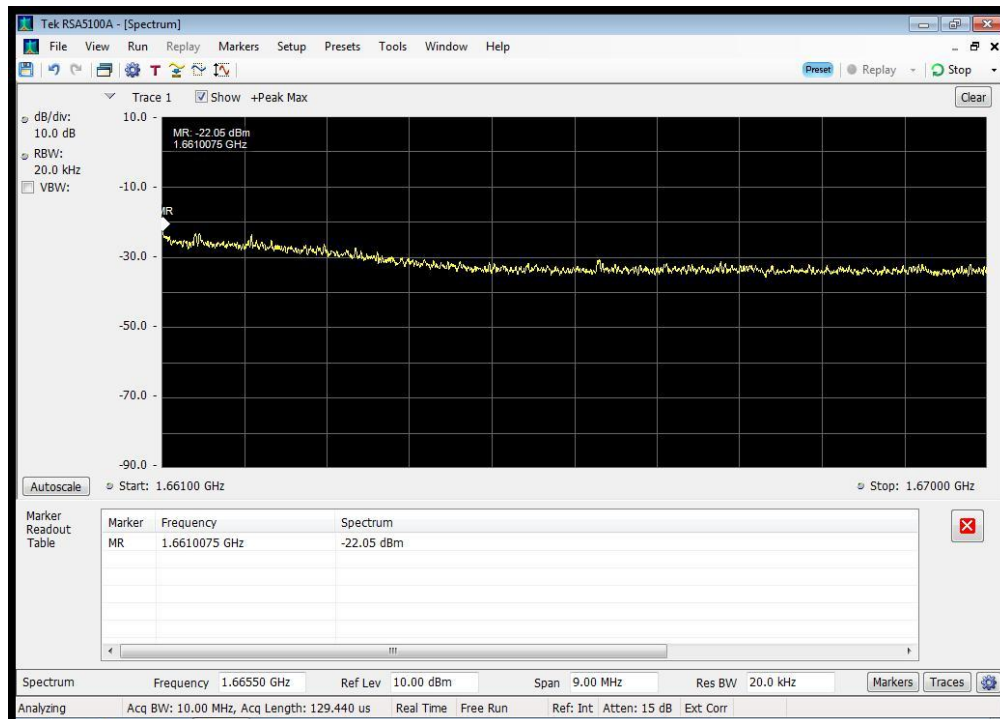 Tek RSA5100A - [Spectrum]
File View Run Replay Markers Setup Presets Tools Window Help
T Preset Replay Stop
Trace 1 Show +Peak Max Clear
dB/div:
10.0 dB
RBW:
20.0 kHz
VBW:
10.0 -
MR: -22.05 dBm
1.6610075 GHz
-10.0 -
MR
-30.0 -
-50.0 -
-70.0 -
-90.0 -
Autoscale Start: 1.66100 GHz Stop: 1.67000 GHz
Marker
Readout
Table
Marker Frequency Spectrum
MR 1.6610075 GHz -22.05 dBm
Spectrum Frequency 1.66550 GHz Ref Lev 10.00 dBm Span 9.00 MHz Res BW 20.0 kHz Markers Traces
Analyzing Acq BW: 10.00 MHz, Acq Length: 129.440 us Real Time Free Run Ref: Int Atten: 15 dB Ext Corr